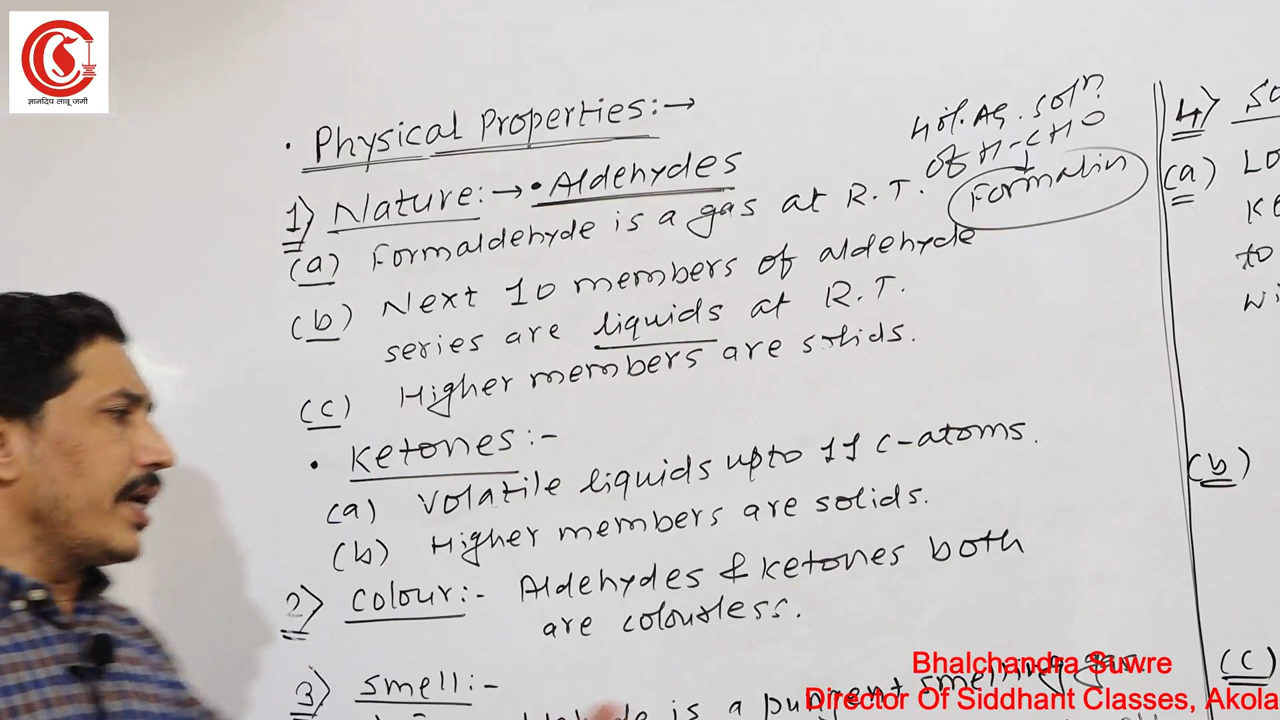 ज्ञानदिप लावू जगी
• Physical Properties:→
1) Nature:→ • Aldehydes
(a) Formaldehyde is a gas at R.T.
40% Aq. soln
of H-CHO
↓
Formalin
(b) Next 10 members of aldehyde
series are liquids at R.T.
(c) Higher members are solids.
• Ketones:-
(a) Volatile liquids upto 11 C-atoms.
(b) Higher members are solids.
2) Colour:- Aldehydes & ketones both
are colourless.
3) Smell:-
is a pungent smelling gas.
4)
(a)
to
(b)
(c)
Bhalchandra Suwre
Director Of Siddhant Classes, Akola